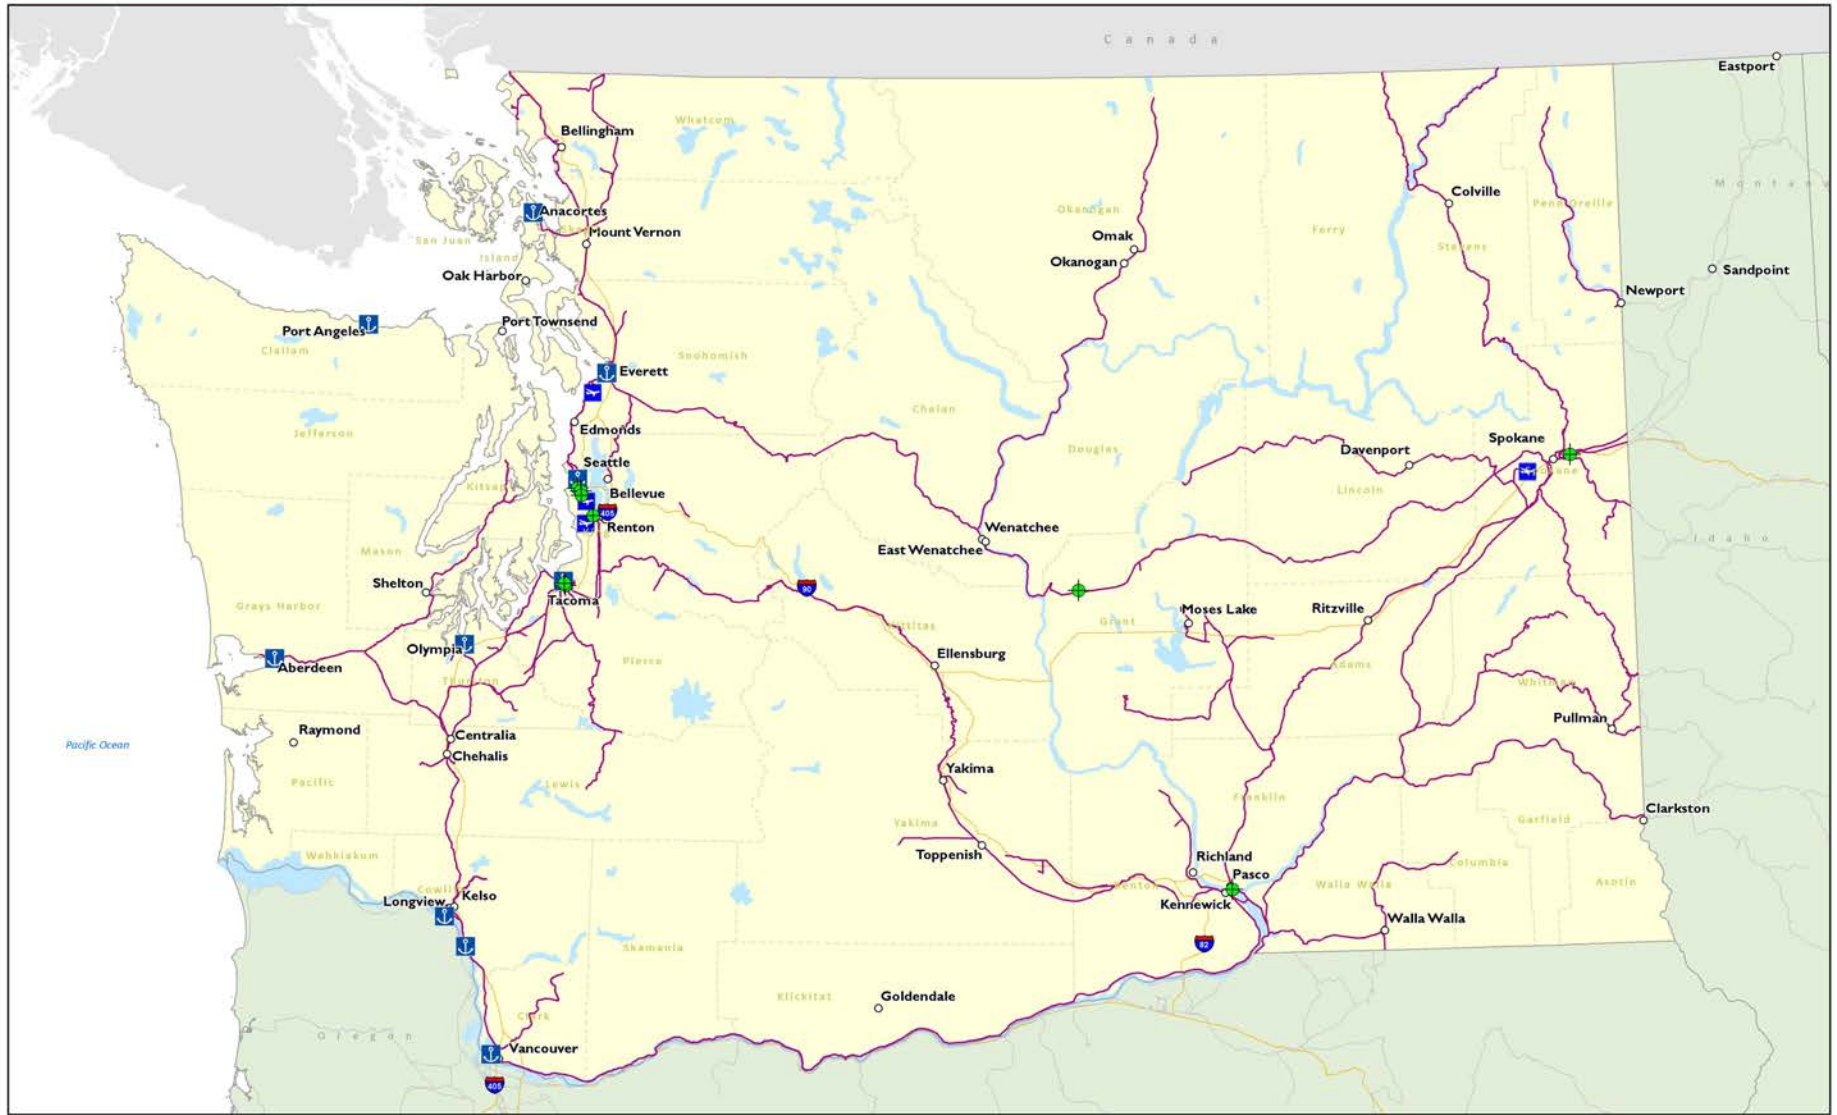 Canada
Eastport
Bellingham
Whatcom
Montana
Colville
Pend Oreille
Anacortes
Okanogan
Skagit
Mount Vernon
San Juan
Ferry
Omak
Stevens
Island
Okanogan
Sandpoint
Oak Harbor
Newport
Port Townsend
Port Angeles
Clallam
Snohomish
Everett
Chelan
Edmonds
Jefferson
Spokane
Douglas
Davenport
Seattle
Spokane
Kitsap
Bellevue
Lincoln
405
Renton
Wenatchee
Idaho
East Wenatchee
Mason
Shelton
90
Tacoma
Grays Harbor
Moses Lake
Ritzville
Grant
Kittitas
Olympia
Ellensburg
Aberdeen
Pierce
Adams
Thurston
Whitman
Pullman
Raymond
Centralia
Pacific Ocean
Chehalis
Yakima
Pacific
Lewis
Franklin
Clarkston
Yakima
Garfield
Toppenish
Wahkiakum
Richland
Columbia
Pasco
Benton
Walla Walla
Asotin
Cowlitz
Kelso
Longview
Kennewick
Walla Walla
82
Skamania
Klickitat
Goldendale
Clark
Oregon
Vancouver
405